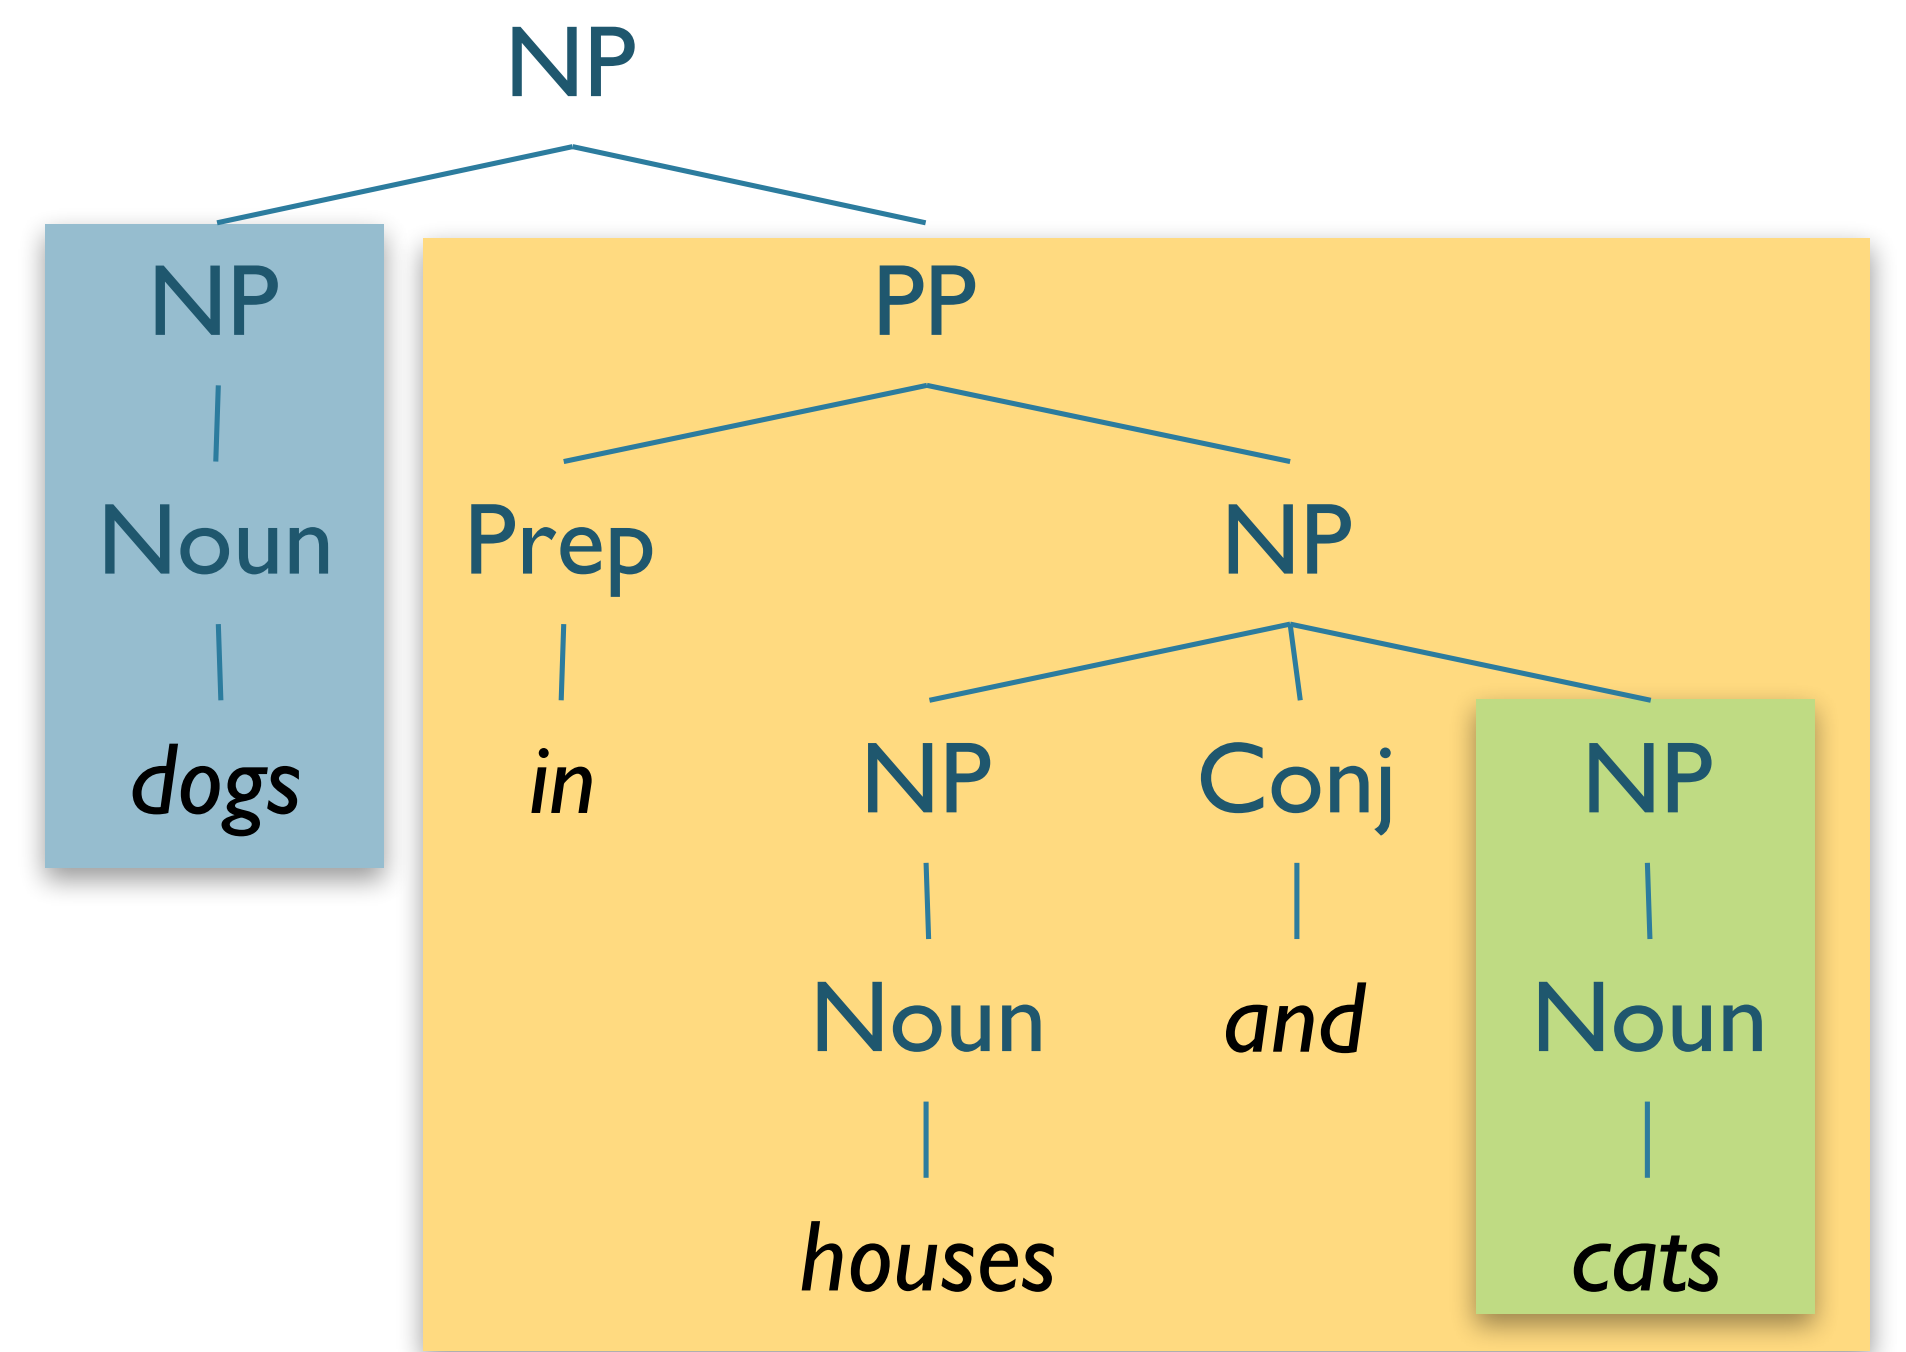 NP
NP PP
Noun Prep NP
dogs in NP Conj NP
Noun and Noun
houses cats